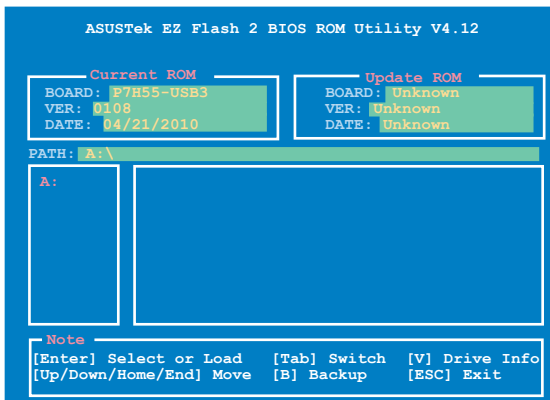 ASUSTek EZ Flash 2 BIOS ROM Utility V4.12
Current ROM
BOARD: P7H55-USB3
VER: 0108
DATE: 04/21/2010
Update ROM
BOARD: Unknown
VER: Unknown
DATE: Unknown
PATH: A:\
A:
Note
[Enter] Select or Load [Tab] Switch [V] Drive Info
[Up/Down/Home/End] Move [B] Backup [ESC] Exit